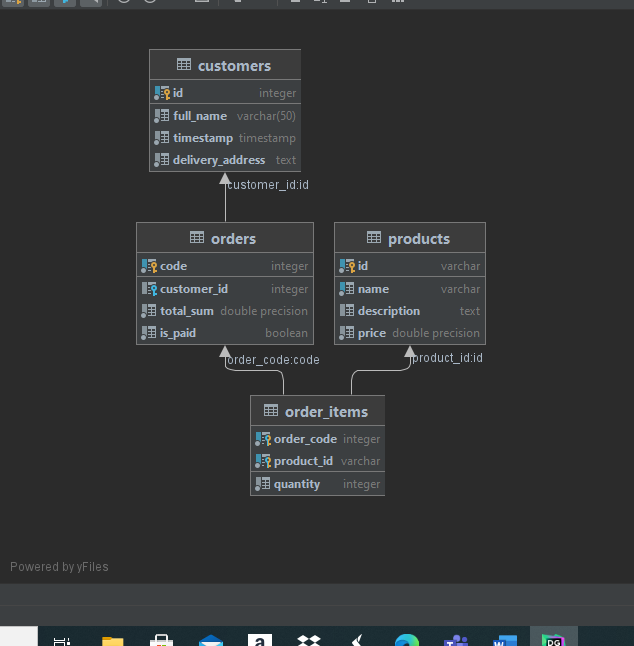 customers
id integer
full_name varchar(50)
timestamp timestamp
delivery_address text
customer_id:id
orders
code integer
customer_id integer
total_sum double precision
is_paid boolean
products
id varchar
name varchar
description text
price double precision
order_code:code
product_id:id
order_items
order_code integer
product_id varchar
quantity integer
Powered by yFiles
a
W
DG